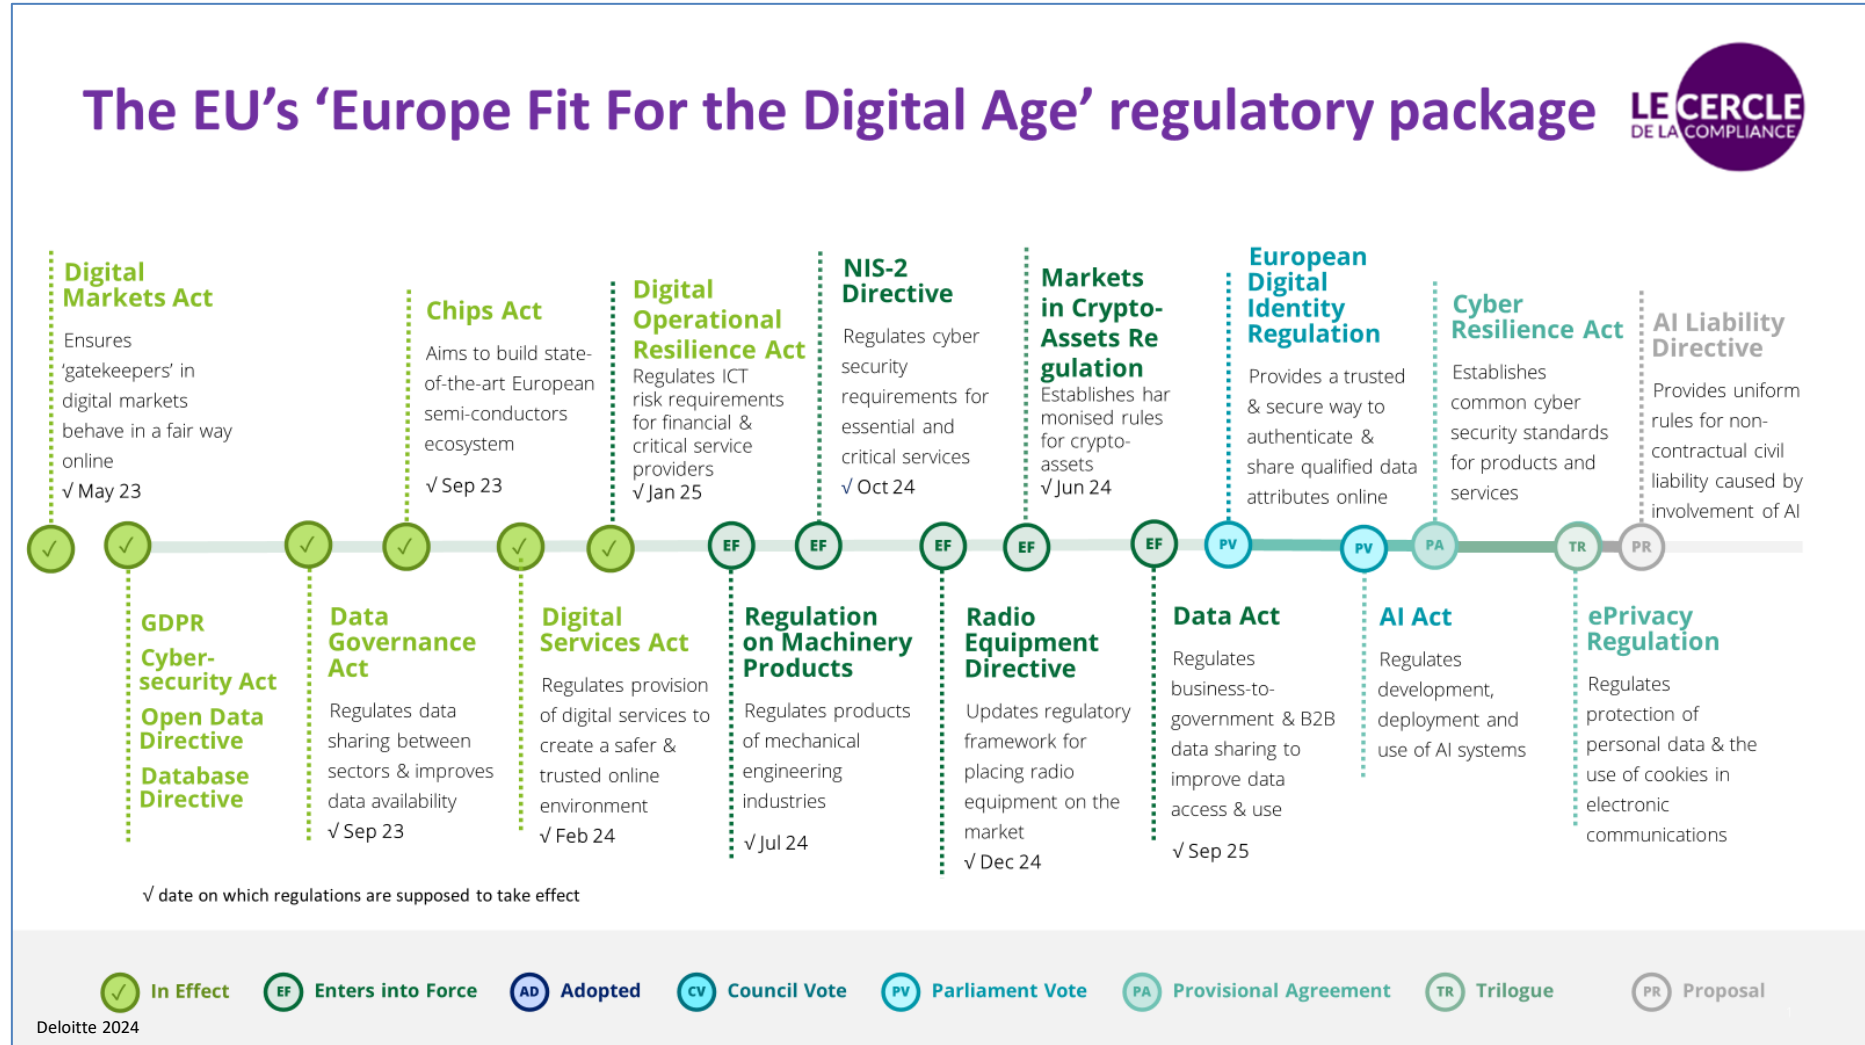 The EU's 'Europe Fit For the Digital Age' regulatory package
LE CERCLE
DE LA COMPLIANCE
Digital
Markets Act
Ensures
'gatekeepers' in
digital markets
behave in a fair way
online
√ May 23
Chips Act
Aims to build state-
of-the-art European
semi-conductors
ecosystem
√ Sep 23
Digital
Operational
Resilience Act
Regulates ICT
risk requirements
for financial &
critical service
providers
√ Jan 25
NIS-2
Directive
Regulates cyber
security
requirements for
essential and
critical services
√ Oct 24
Markets
in Crypto-
Assets Re
gulation
Establishes har
monised rules
for crypto-
assets
√ Jun 24
European
Digital
Identity
Regulation
Provides a trusted
& secure way to
authenticate &
share qualified data
attributes online
Cyber
Resilience Act
Establishes
common cyber
security standards
for products and
services
AI Liability
Directive
Provides uniform
rules for non-
contractual civil
liability caused by
involvement of AI
✓ ✓ ✓ ✓ ✓ ✓ EF EF EF EF EF PV PV PA TR PR
GDPR
Cyber-
security Act
Open Data
Directive
Database
Directive
Data
Governance
Act
Regulates data
sharing between
sectors & improves
data availability
√ Sep 23
Digital
Services Act
Regulates provision
of digital services to
create a safer &
trusted online
environment
√ Feb 24
Regulation
on Machinery
Products
Regulates products
of mechanical
engineering
industries
√ Jul 24
Radio
Equipment
Directive
Updates regulatory
framework for
placing radio
equipment on the
market
√ Dec 24
Data Act
Regulates
business-to-
government & B2B
data sharing to
improve data
access & use
√ Sep 25
AI Act
Regulates
development,
deployment and
use of AI systems
ePrivacy
Regulation
Regulates
protection of
personal data & the
use of cookies in
electronic
communications
√ date on which regulations are supposed to take effect
✓ In Effect
EF Enters into Force
AD Adopted
CV Council Vote
PV Parliament Vote
PA Provisional Agreement
TR Trilogue
PR Proposal
Deloitte 2024